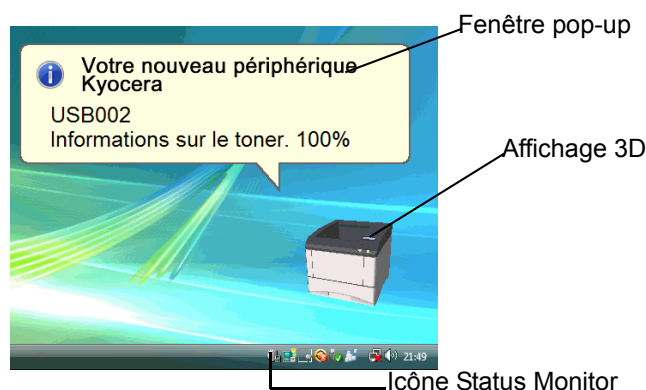 Fenêtre pop-up
Votre nouveau périphérique
Kyocera
USB002
Informations sur le toner. 100%
Affichage 3D
21:49
Icône Status Monitor